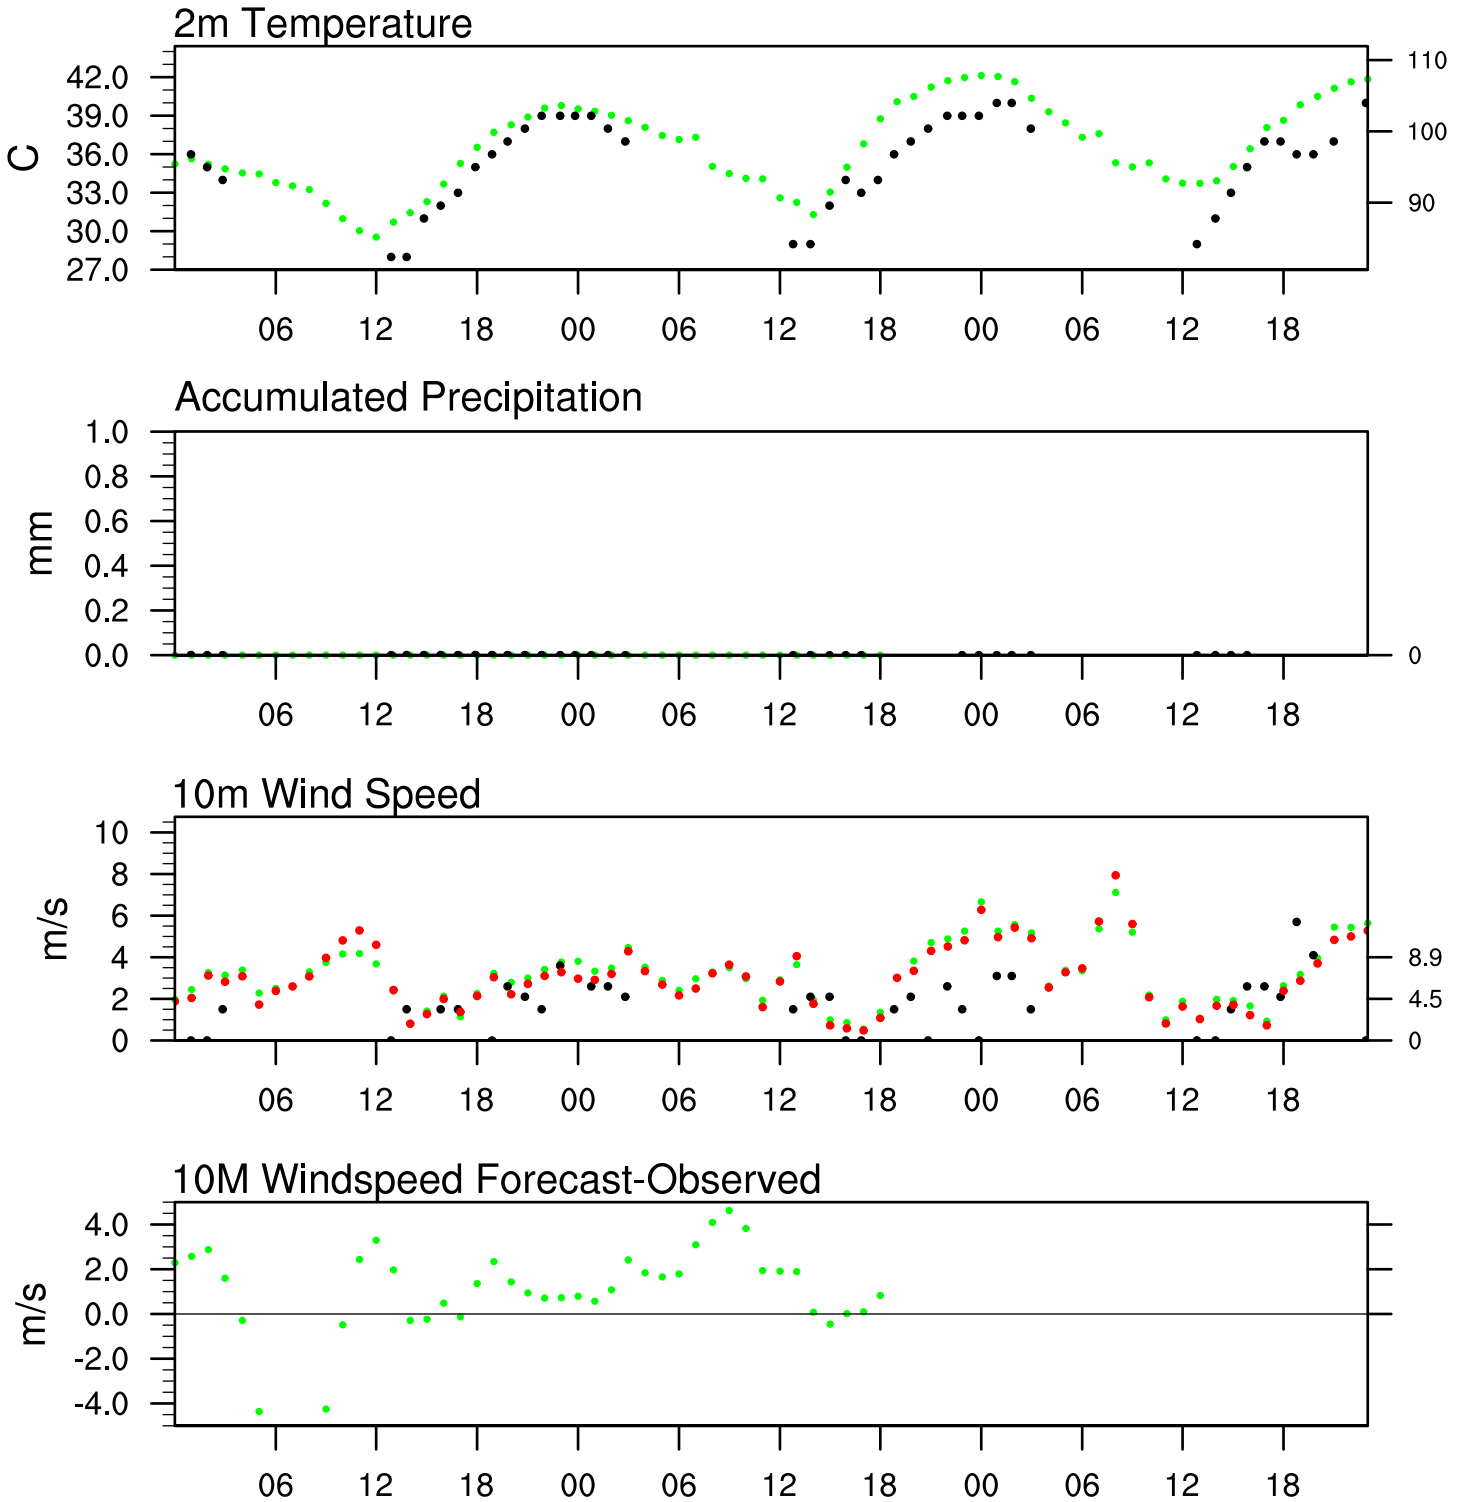 2m Temperature
42.0
39.0
36.0
33.0
30.0
27.0
C
110
100
90
06 12 18 00 06 12 18 00 06 12 18
Accumulated Precipitation
1.0
0.8
0.6
0.4
0.2
0.0
mm
0
06 12 18 00 06 12 18 00 06 12 18
10m Wind Speed
10
8
6
4
2
0
m/s
8.9
4.5
0
06 12 18 00 06 12 18 00 06 12 18
10M Windspeed Forecast-Observed
4.0
2.0
0.0
-2.0
-4.0
m/s
06 12 18 00 06 12 18 00 06 12 18